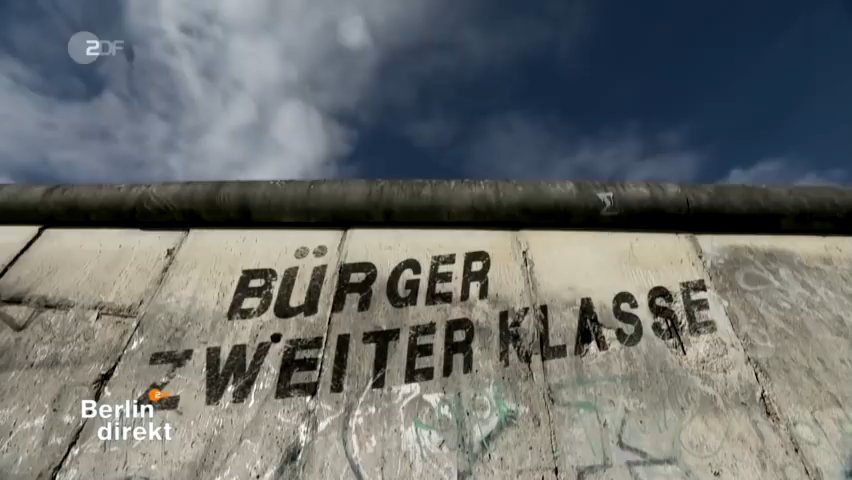 ZDF
BÜRGER
ZWEITER KLASSE
Berlin
direkt